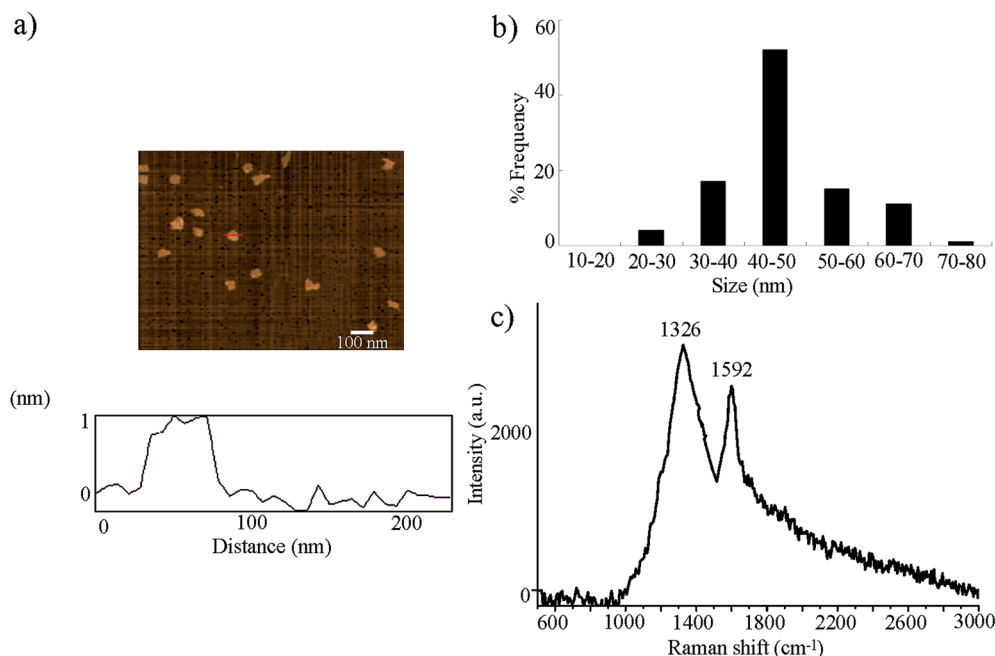 a)
100 nm
(nm)
1
0
0 100 200
Distance (nm)
b)
60
40
20
0
% Frequency
10-20 20-30 30-40 40-50 50-60 60-70 70-80
Size (nm)
c)
1326
1592
2000
0
Intensity (a.u.)
600 1000 1400 1800 2200 2600 3000
Raman shift (cm-1)